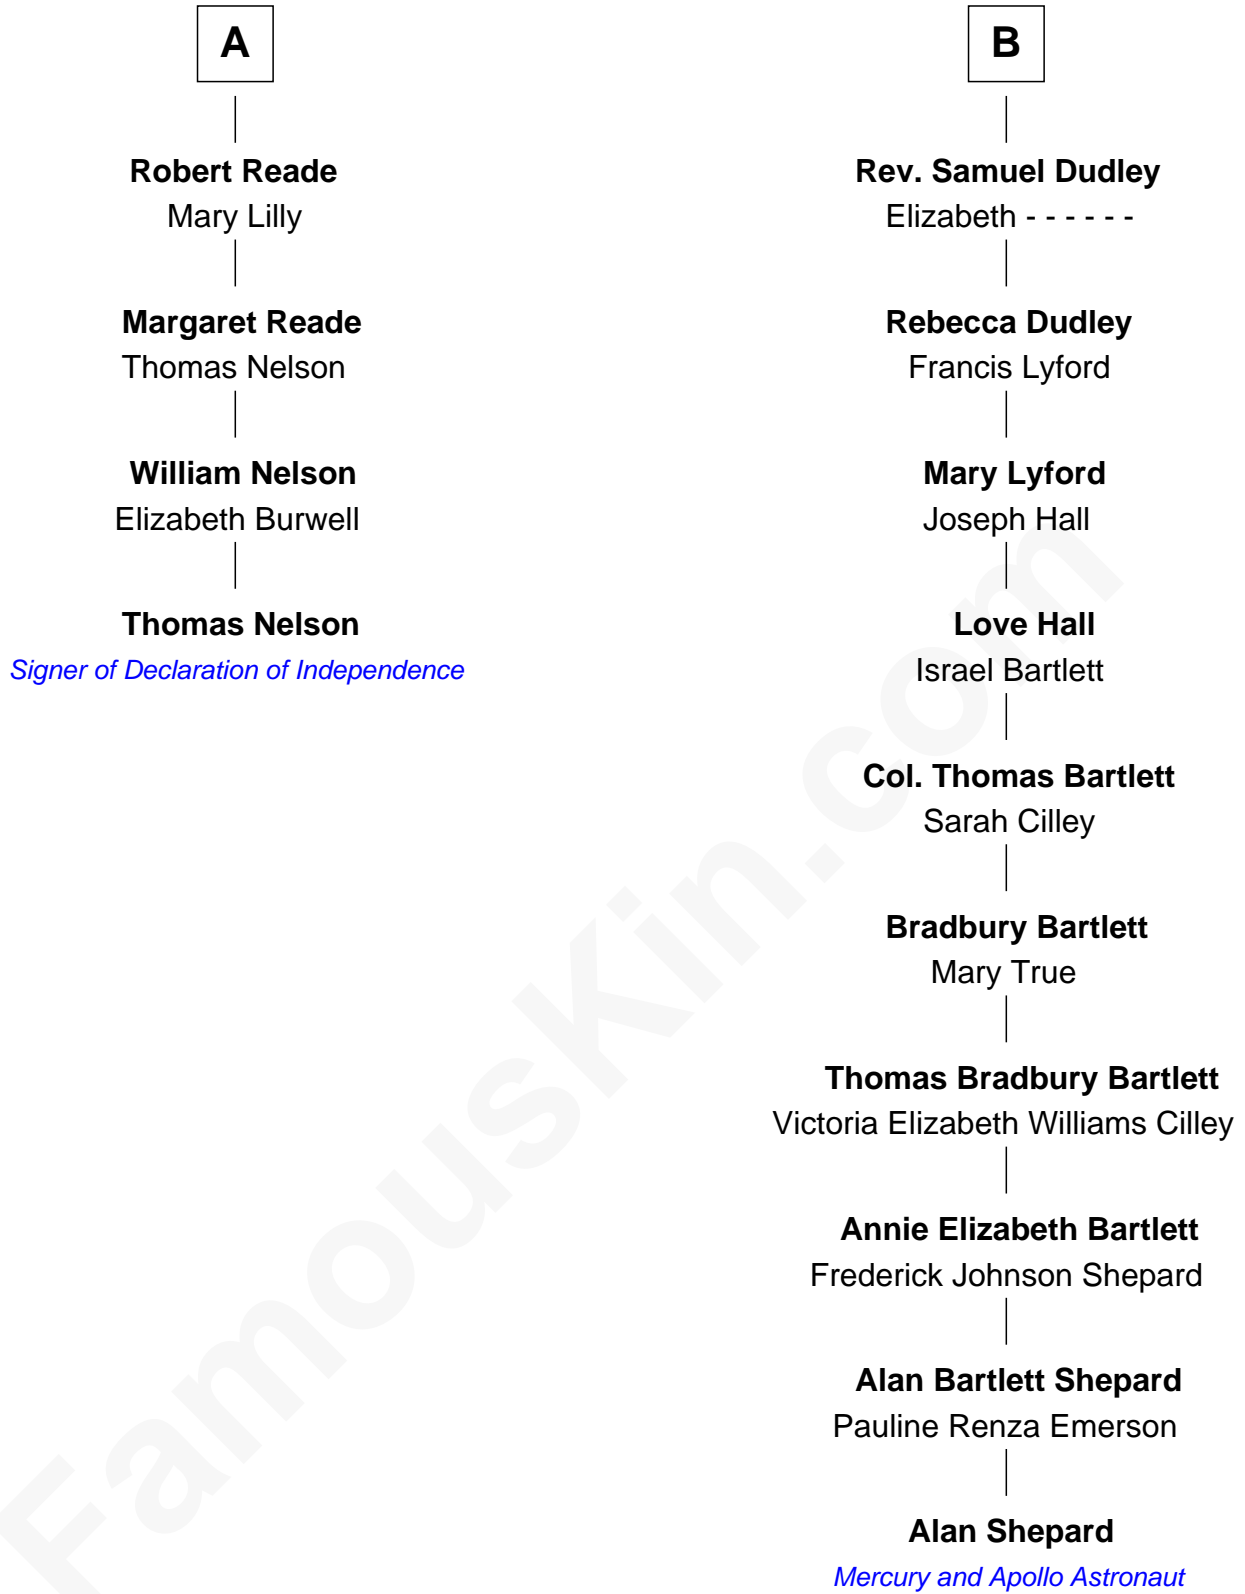 A
Robert Reade
Mary Lilly
Margaret Reade
Thomas Nelson
William Nelson
Elizabeth Burwell
Thomas Nelson
Signer of Declaration of Independence
B
Rev. Samuel Dudley
Elizabeth - - - - - -
Rebecca Dudley
Francis Lyford
Mary Lyford
Joseph Hall
Love Hall
Israel Bartlett
Col. Thomas Bartlett
Sarah Cilley
Bradbury Bartlett
Mary True
Thomas Bradbury Bartlett
Victoria Elizabeth Williams Cilley
Annie Elizabeth Bartlett
Frederick Johnson Shepard
Alan Bartlett Shepard
Pauline Renza Emerson
Alan Shepard
Mercury and Apollo Astronaut
FamousKin.com